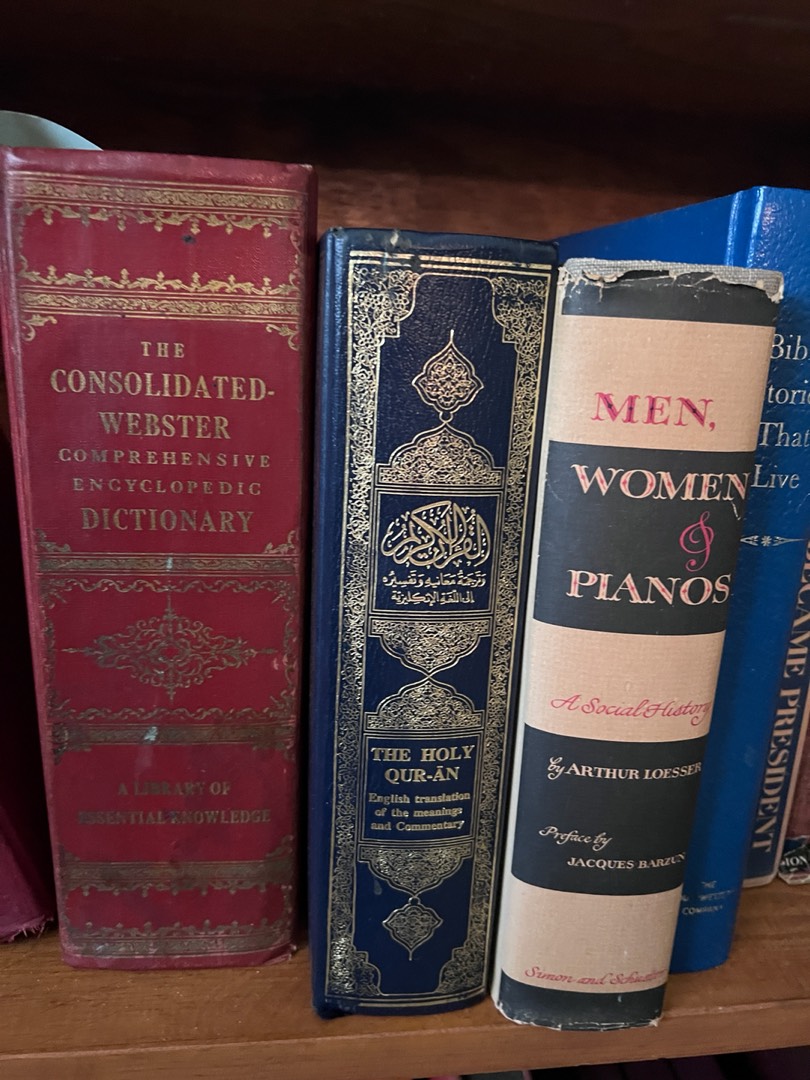 THE
CONSOLIDATED-
WEBSTER
COMPREHENSIVE
ENCYCLOPEDIC
DICTIONARY
A LIBRARY OF
ESSENTIAL KNOWLEDGE
القرآن الكريم
وترجمة معانيه وتفسيره
إلى اللغة الإنكليزية
THE HOLY
QUR-ĀN
English translation
of the meanings
and Commentary
MEN,
WOMEN
&
PIANOS
A Social History
by ARTHUR LOESSER
Preface by
JACQUES BARZUN
Simon and Schuster
That
Live
THE
COMPANY
PRESIDENT